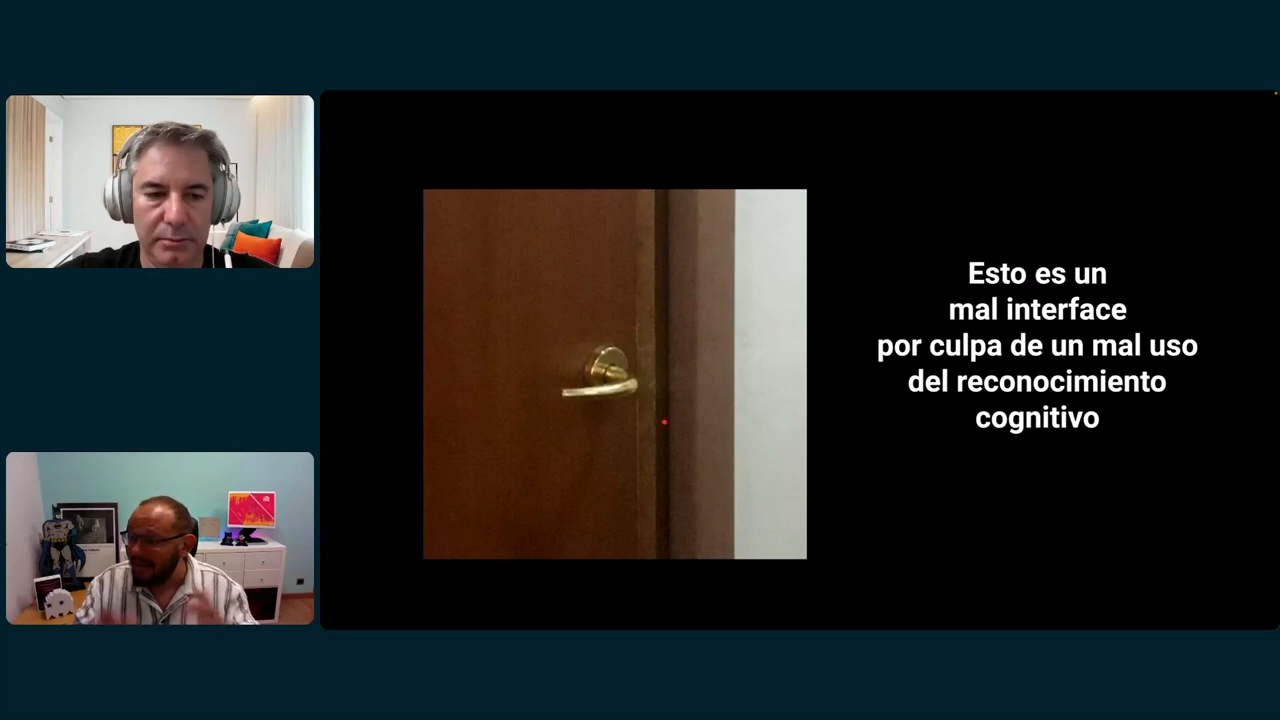 Esto es un
mal interface
por culpa de un mal uso
del reconocimiento
cognitivo